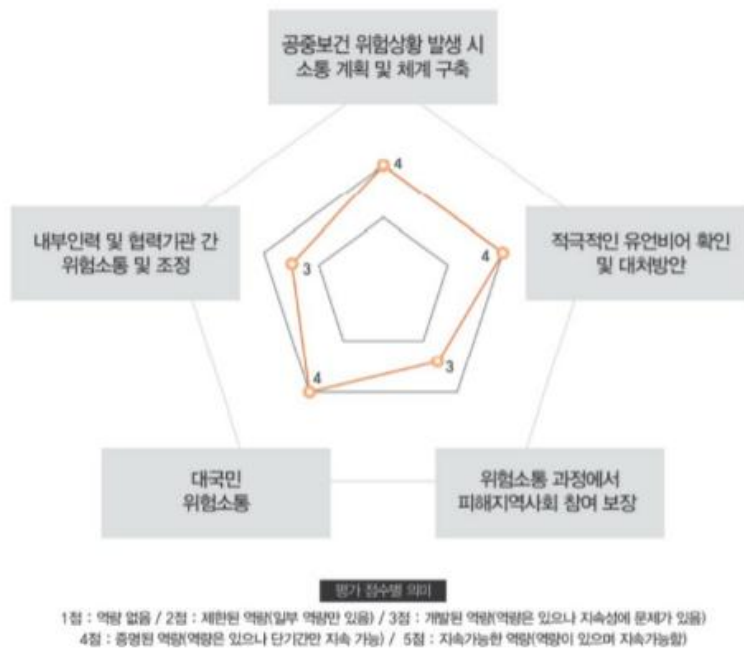 공중보건 위험상황 발생 시
소통 계획 및 체계 구축
4
내부인력 및 협력기관 간
위험소통 및 조정
3
4
적극적인 유언비어 확인
및 대처방안
4
3
대국민
위험소통
위험소통 과정에서
피해지역사회 참여 보장
평가 점수별 의미
1점 : 역량 없음 / 2점 : 제한된 역량(일부 역량만 있음) / 3점 : 개발된 역량(역량은 있으나 지속성에 문제가 있음)
4점 : 증명된 역량(역량은 있으나 단기간만 지속 가능) / 5점 : 지속가능한 역량(역량이 있으며 지속가능함)